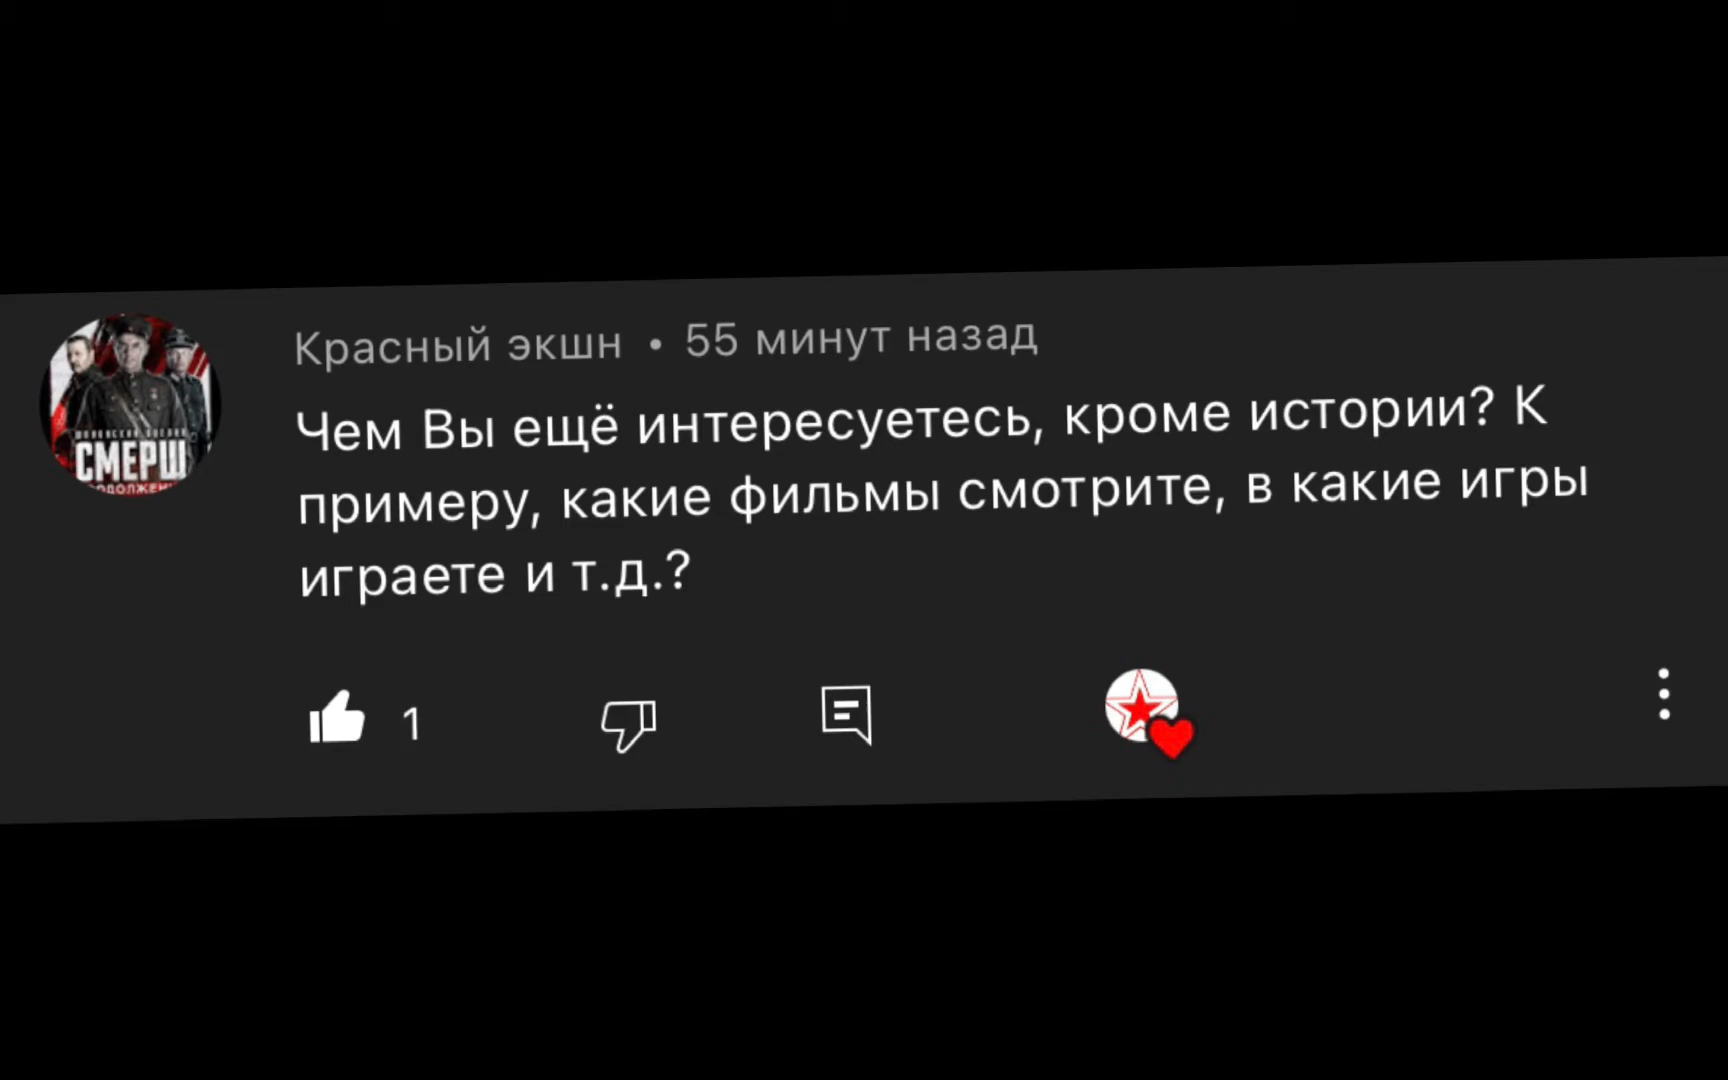 Красный экшн • 55 минут назад
Чем Вы ещё интересуетесь, кроме истории? К
примеру, какие фильмы смотрите, в какие игры
играете и т.д.?
СМЕРШ
1